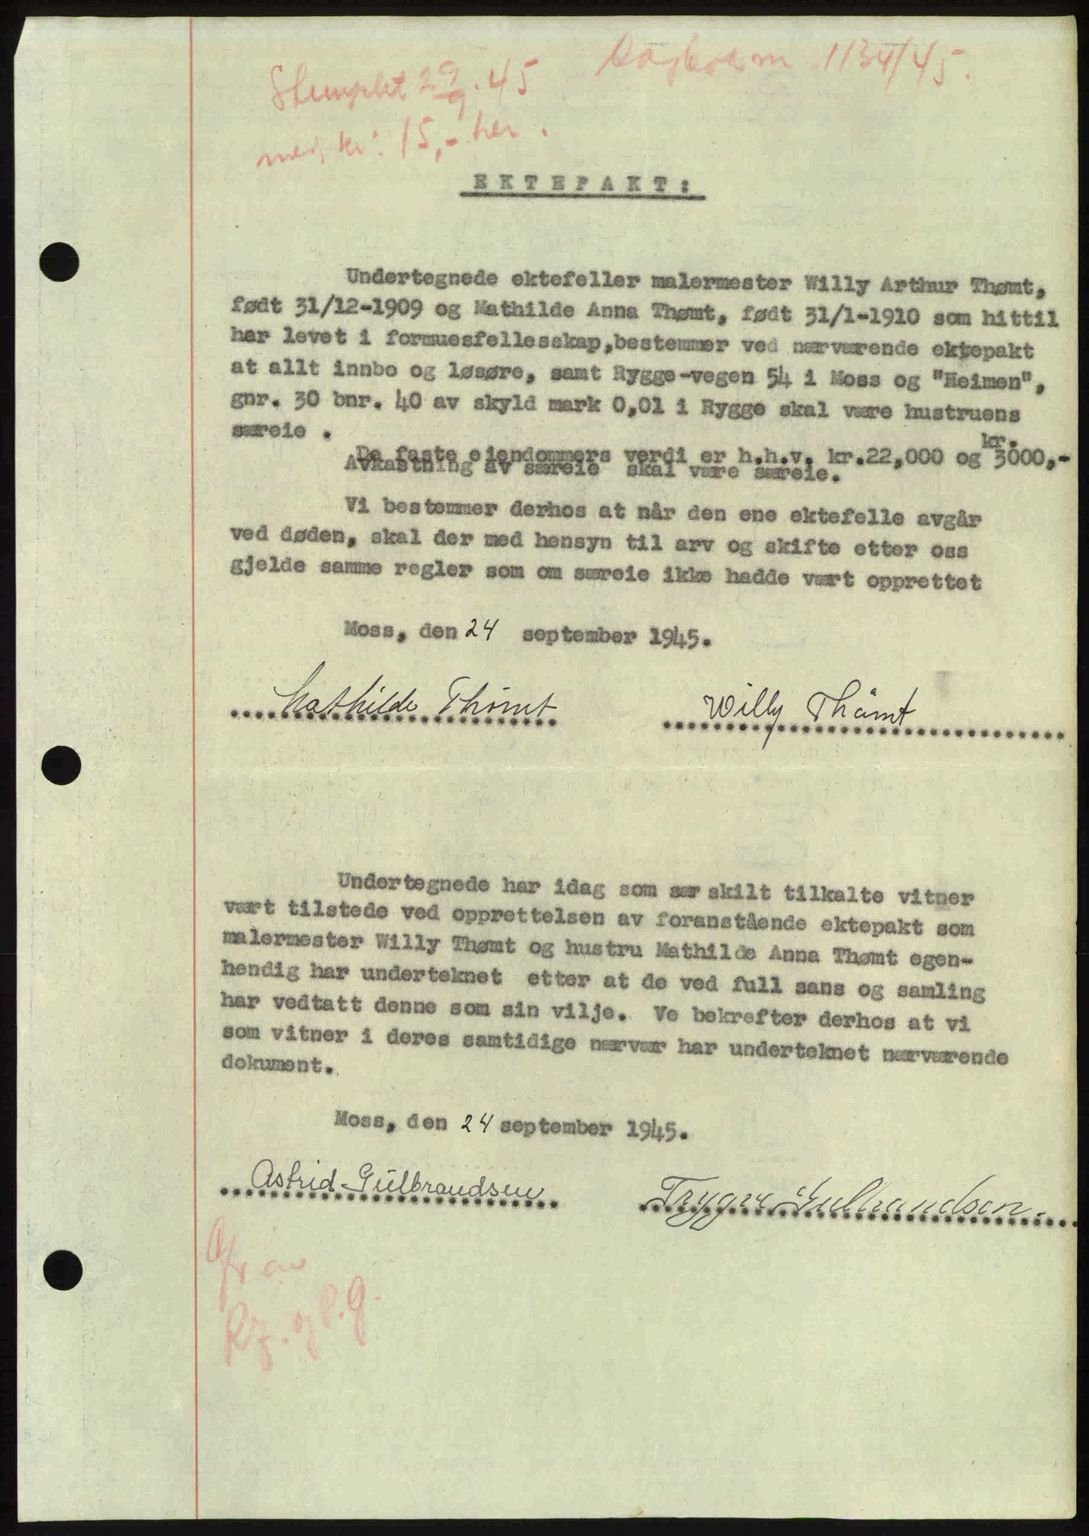 Dagbok nr. 1134/45.
Stemplet 29/9.45
med kr: 15,- her.
EKTEPAKT:
Undertegnede ektefeller malermester Willy Arthur Thømt,
født 31/12-1909 og Mathilde Anna Thømt, født 31/1-1910 som hittil
har levet i formuesfellesskap,bestemmer ved nærværende ektepakt
at allt innbo og løsøre, samt Rygge-vegen 54 i Moss og "Heimen",
gnr. 30 bnr. 40 av skyld mark 0,01 i Rygge skal være hustruens
særeie .
De faste eiendommers verdi er h.h.v. kr.22,000 og kr. 3000,-
Avkastning av særeie skal være særeie.
Vi bestemmer derhos at når den ene ektefelle avgår
ved døden, skal der med hensyn til arv og skifte etter oss
gjelde samme regler som om særeie ikke hadde vært opprettet
Moss, den 24 september 1945.
Mathilde Thømt Willy Thömt
Undertegnede har idag som sær skilt tilkalte vitner
vært tilstede ved opprettelsen av foranstående ektepakt som
malermester Willy Thømt og hustru Mathilde Anna Thømt egen-
hendig har underteknet etter at de ved full sans og samling
har vedtatt denne som sin vilje. Ve bekrefter derhos at vi
som vitner i deres samtidige nærvær har underteknet nærværende
dokument.
Moss, den 24 september 1945.
Astrid Gulbrandsen Trygve Gulbrandsen.
og P.g.